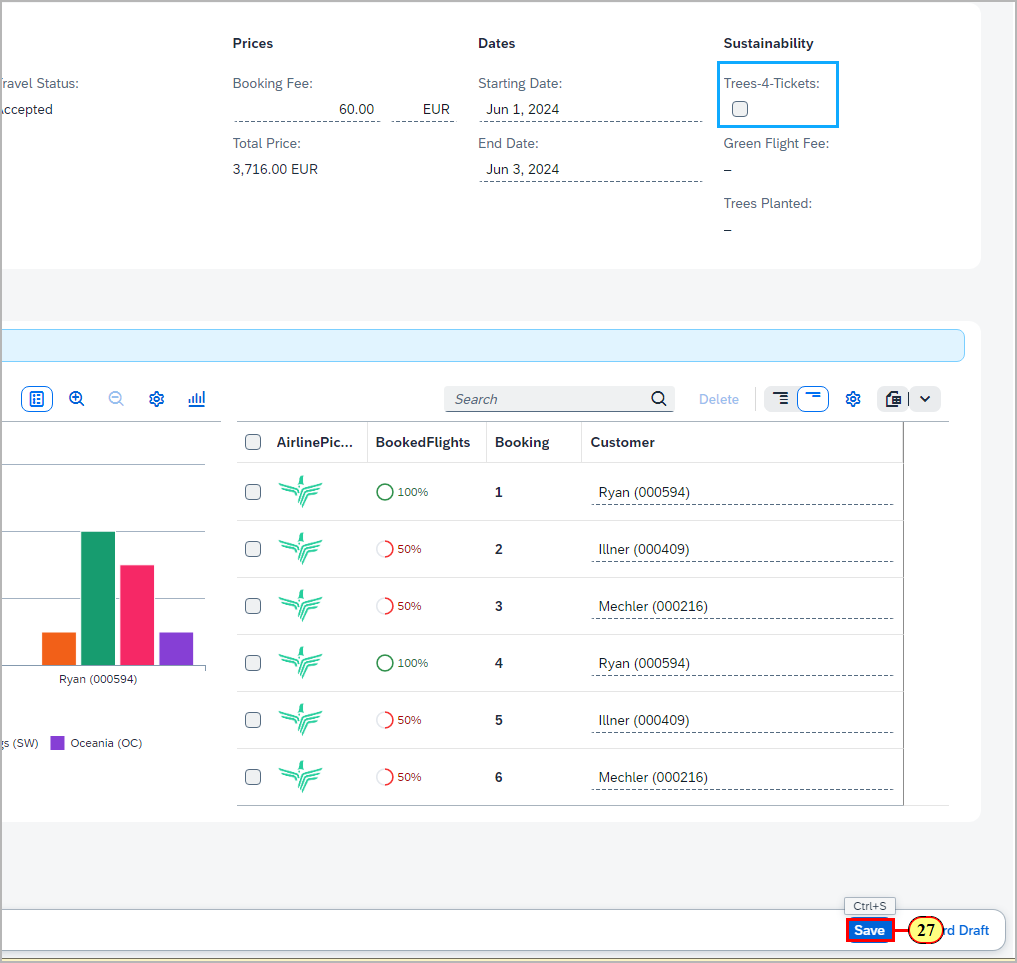 Prices
Dates
Sustainability
ravel Status:
Booking Fee:
Starting Date:
Trees-4-Tickets:
Accepted
60.00
EUR
Jun 1, 2024
Total Price:
End Date:
Green Flight Fee:
3,716.00 EUR
Jun 3, 2024
–
Trees Planted:
–
Search
Delete
AirlinePic...
BookedFlights
Booking
Customer
100%
1
Ryan (000594)
50%
2
Illner (000409)
50%
3
Mechler (000216)
100%
4
Ryan (000594)
50%
5
Illner (000409)
50%
6
Mechler (000216)
Ryan (000594)
gs (SW)
Oceania (OC)
Ctrl+S
Save
27
rd Draft